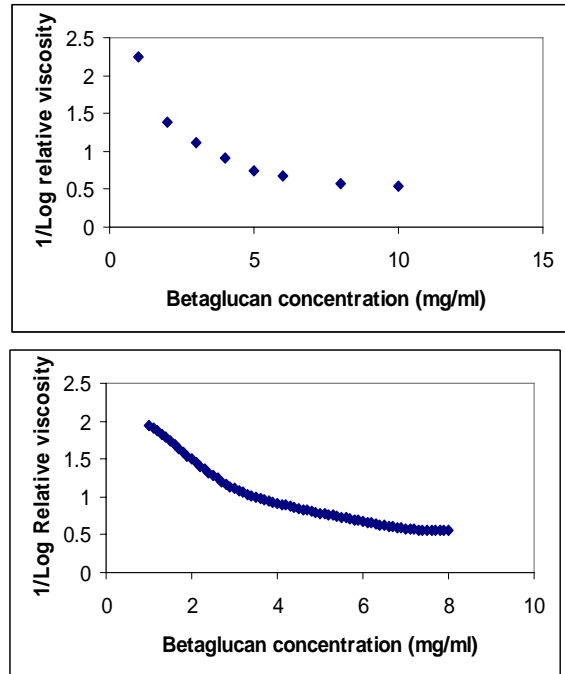 2.5
2
1.5
1
0.5
0
0 5 10 15
1/Log relative viscosity
Betaglucan concentration (mg/ml)
2.5
2
1.5
1
0.5
0
0 2 4 6 8 10
1/Log Relative viscosity
Betaglucan concentration (mg/ml)